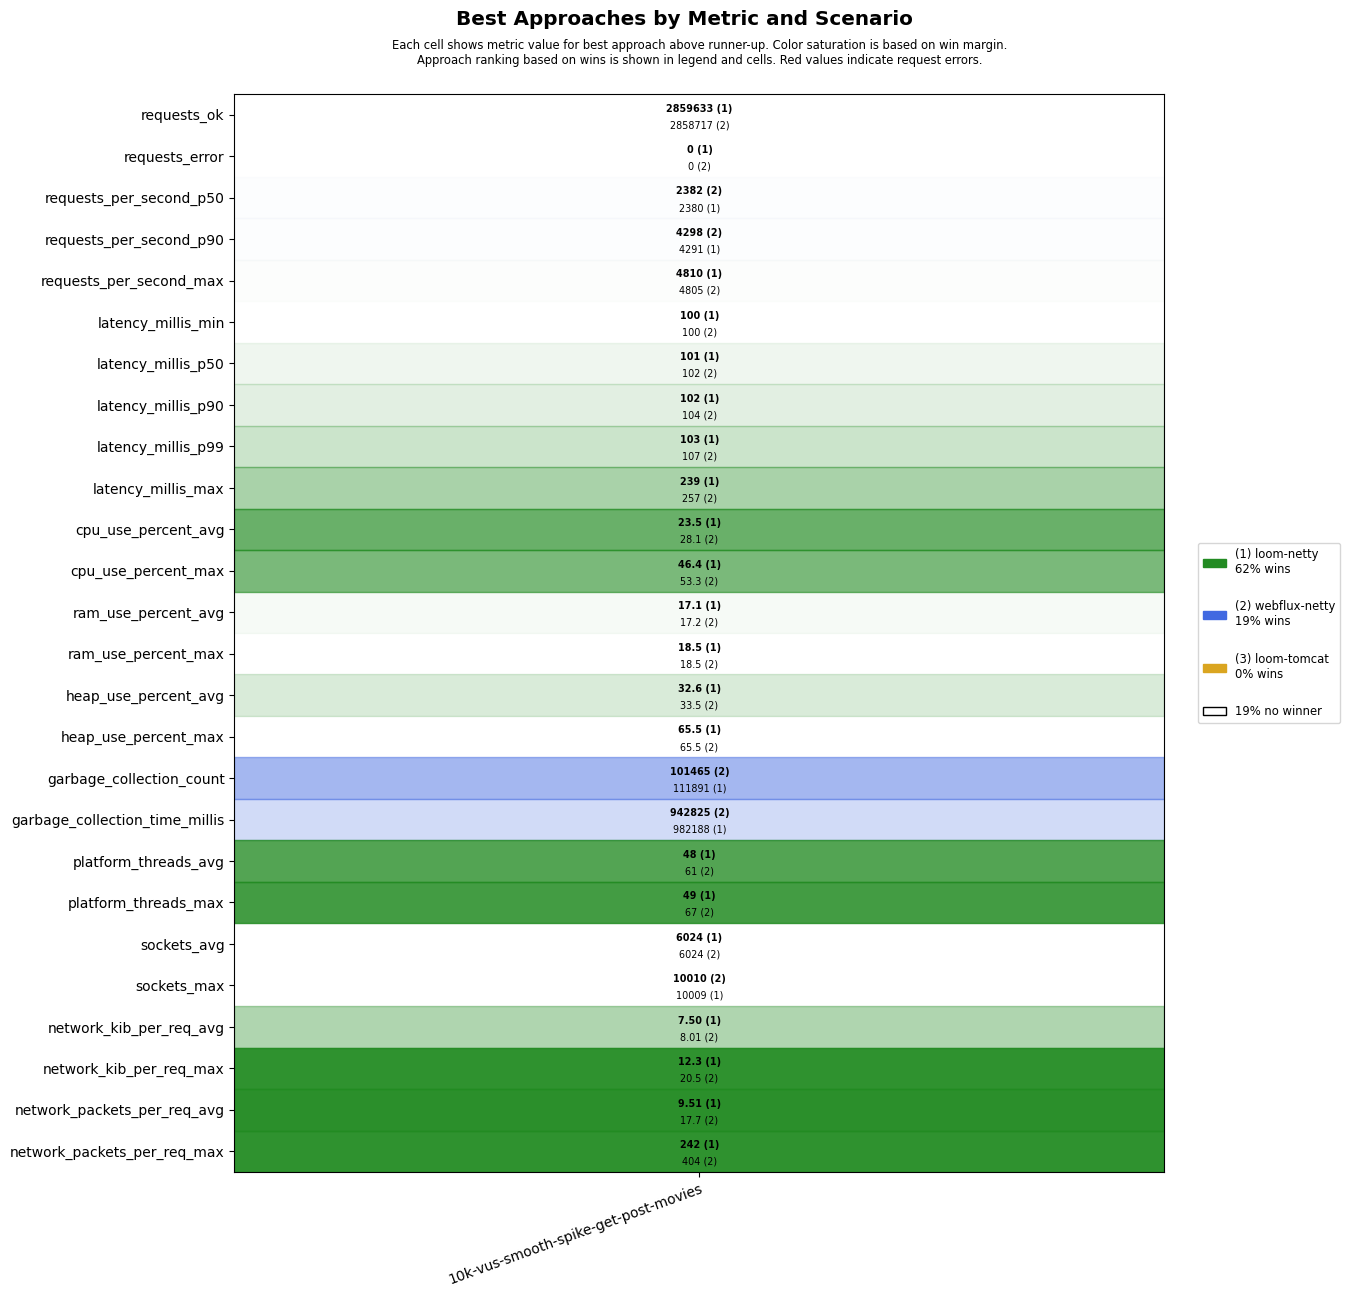 Best Approaches by Metric and Scenario
Each cell shows metric value for best approach above runner-up. Color saturation is based on win margin.
Approach ranking based on wins is shown in legend and cells. Red values indicate request errors.
requests_ok
2859633 (1)
2858717 (2)
requests_error
0 (1)
0 (2)
requests_per_second_p50
2382 (2)
2380 (1)
requests_per_second_p90
4298 (2)
4291 (1)
requests_per_second_max
4810 (1)
4805 (2)
latency_millis_min
100 (1)
100 (2)
latency_millis_p50
101 (1)
102 (2)
latency_millis_p90
102 (1)
104 (2)
latency_millis_p99
103 (1)
107 (2)
latency_millis_max
239 (1)
257 (2)
cpu_use_percent_avg
23.5 (1)
28.1 (2)
cpu_use_percent_max
46.4 (1)
53.3 (2)
ram_use_percent_avg
17.1 (1)
17.2 (2)
ram_use_percent_max
18.5 (1)
18.5 (2)
heap_use_percent_avg
32.6 (1)
33.5 (2)
heap_use_percent_max
65.5 (1)
65.5 (2)
garbage_collection_count
101465 (2)
111891 (1)
garbage_collection_time_millis
942825 (2)
982188 (1)
platform_threads_avg
48 (1)
61 (2)
platform_threads_max
49 (1)
67 (2)
sockets_avg
6024 (1)
6024 (2)
sockets_max
10010 (2)
10009 (1)
network_kib_per_req_avg
7.50 (1)
8.01 (2)
network_kib_per_req_max
12.3 (1)
20.5 (2)
network_packets_per_req_avg
9.51 (1)
17.7 (2)
network_packets_per_req_max
242 (1)
404 (2)
10k-vus-smooth-spike-get-post-movies
(1) loom-netty
62% wins
(2) webflux-netty
19% wins
(3) loom-tomcat
0% wins
19% no winner